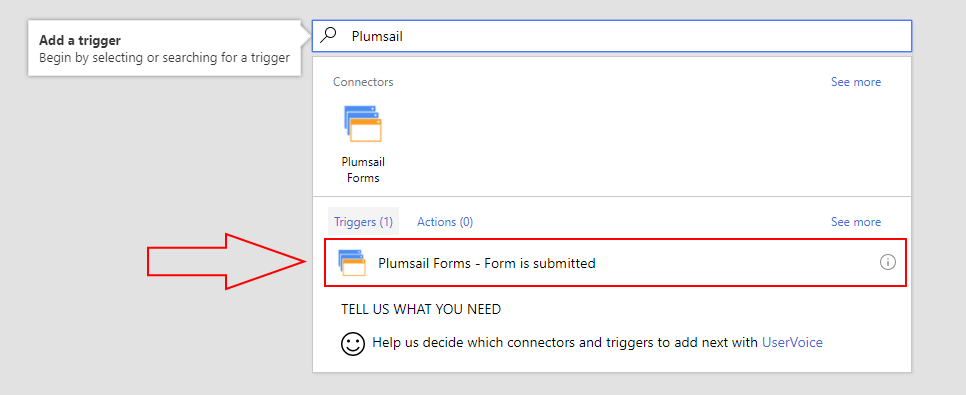 Add a trigger
Begin by selecting or searching for a trigger
Plumsail
Connectors
See more
Plumsail
Forms
Triggers (1)
Actions (0)
See more
Plumsail Forms - Form is submitted
TELL US WHAT YOU NEED
Help us decide which connectors and triggers to add next with UserVoice